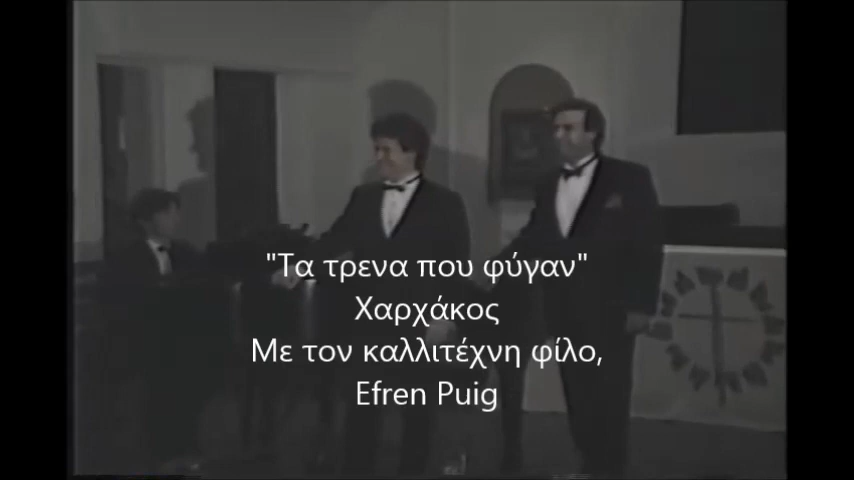 "Τα τρενα που φύγαν"
Χαρχάκος
Με τον καλλιτέχνη φίλο,
Efren Puig